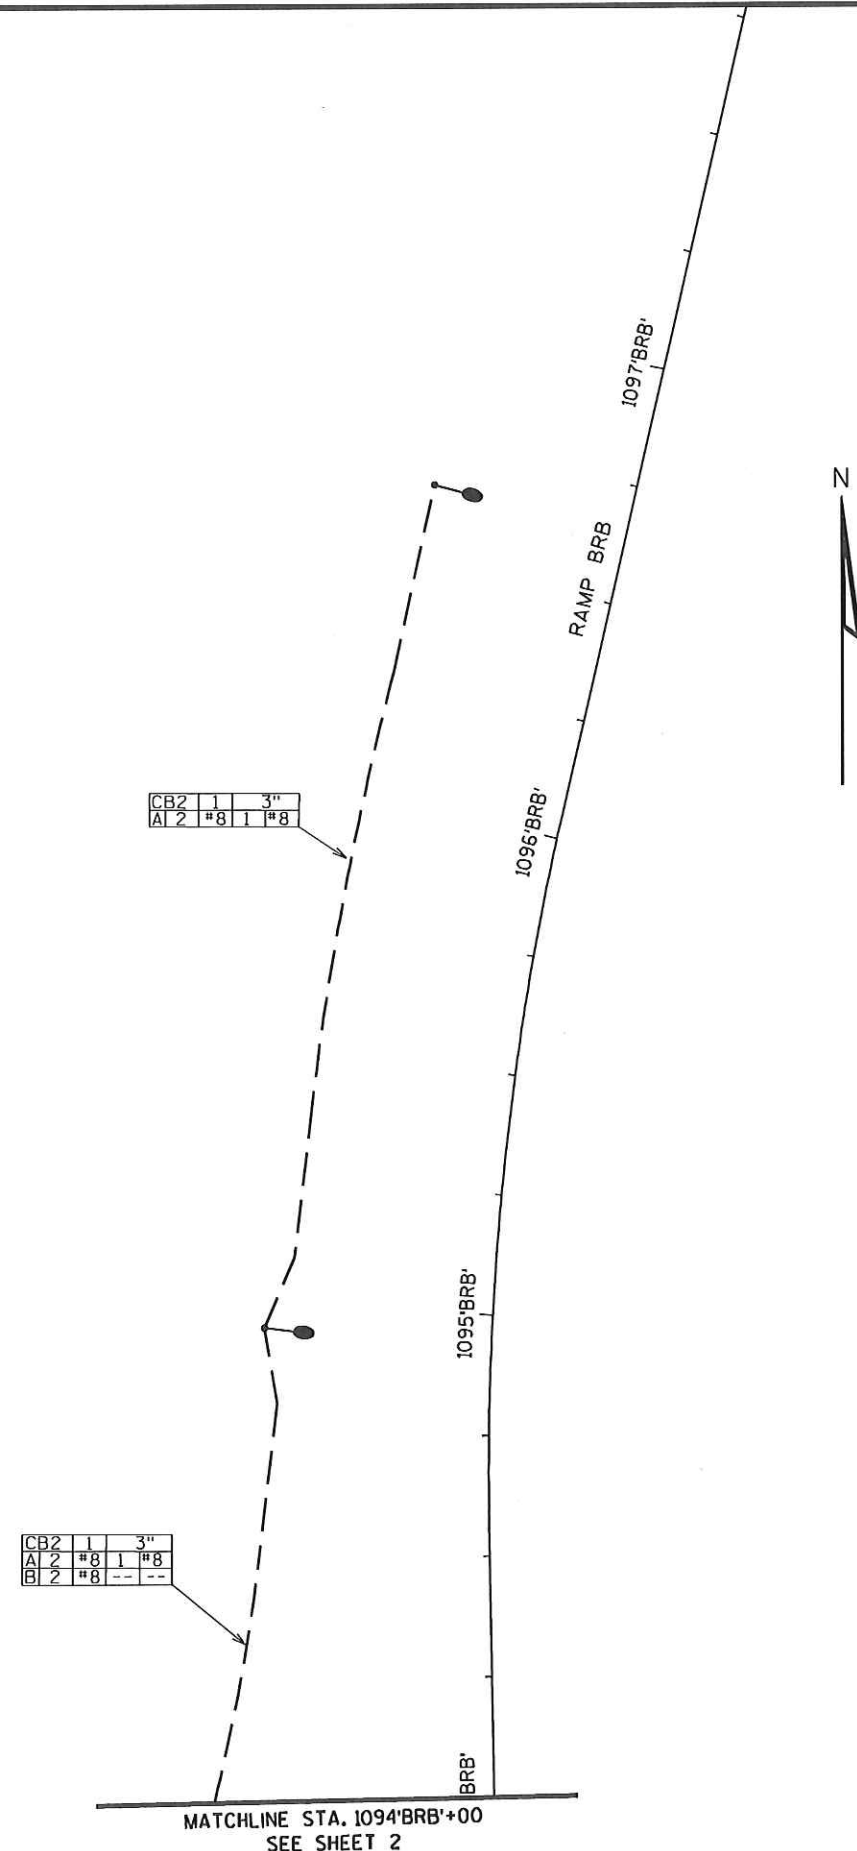 1097'BRB'
N
RAMP BRB
CB2 1 3"
A 2 #8 1 #8
1096'BRB'
1095'BRB'
CB2 1 3"
A 2 #8 1 #8
B 2 #8 -- --
BRB'
MATCHLINE STA. 1094'BRB'+00
SEE SHEET 2